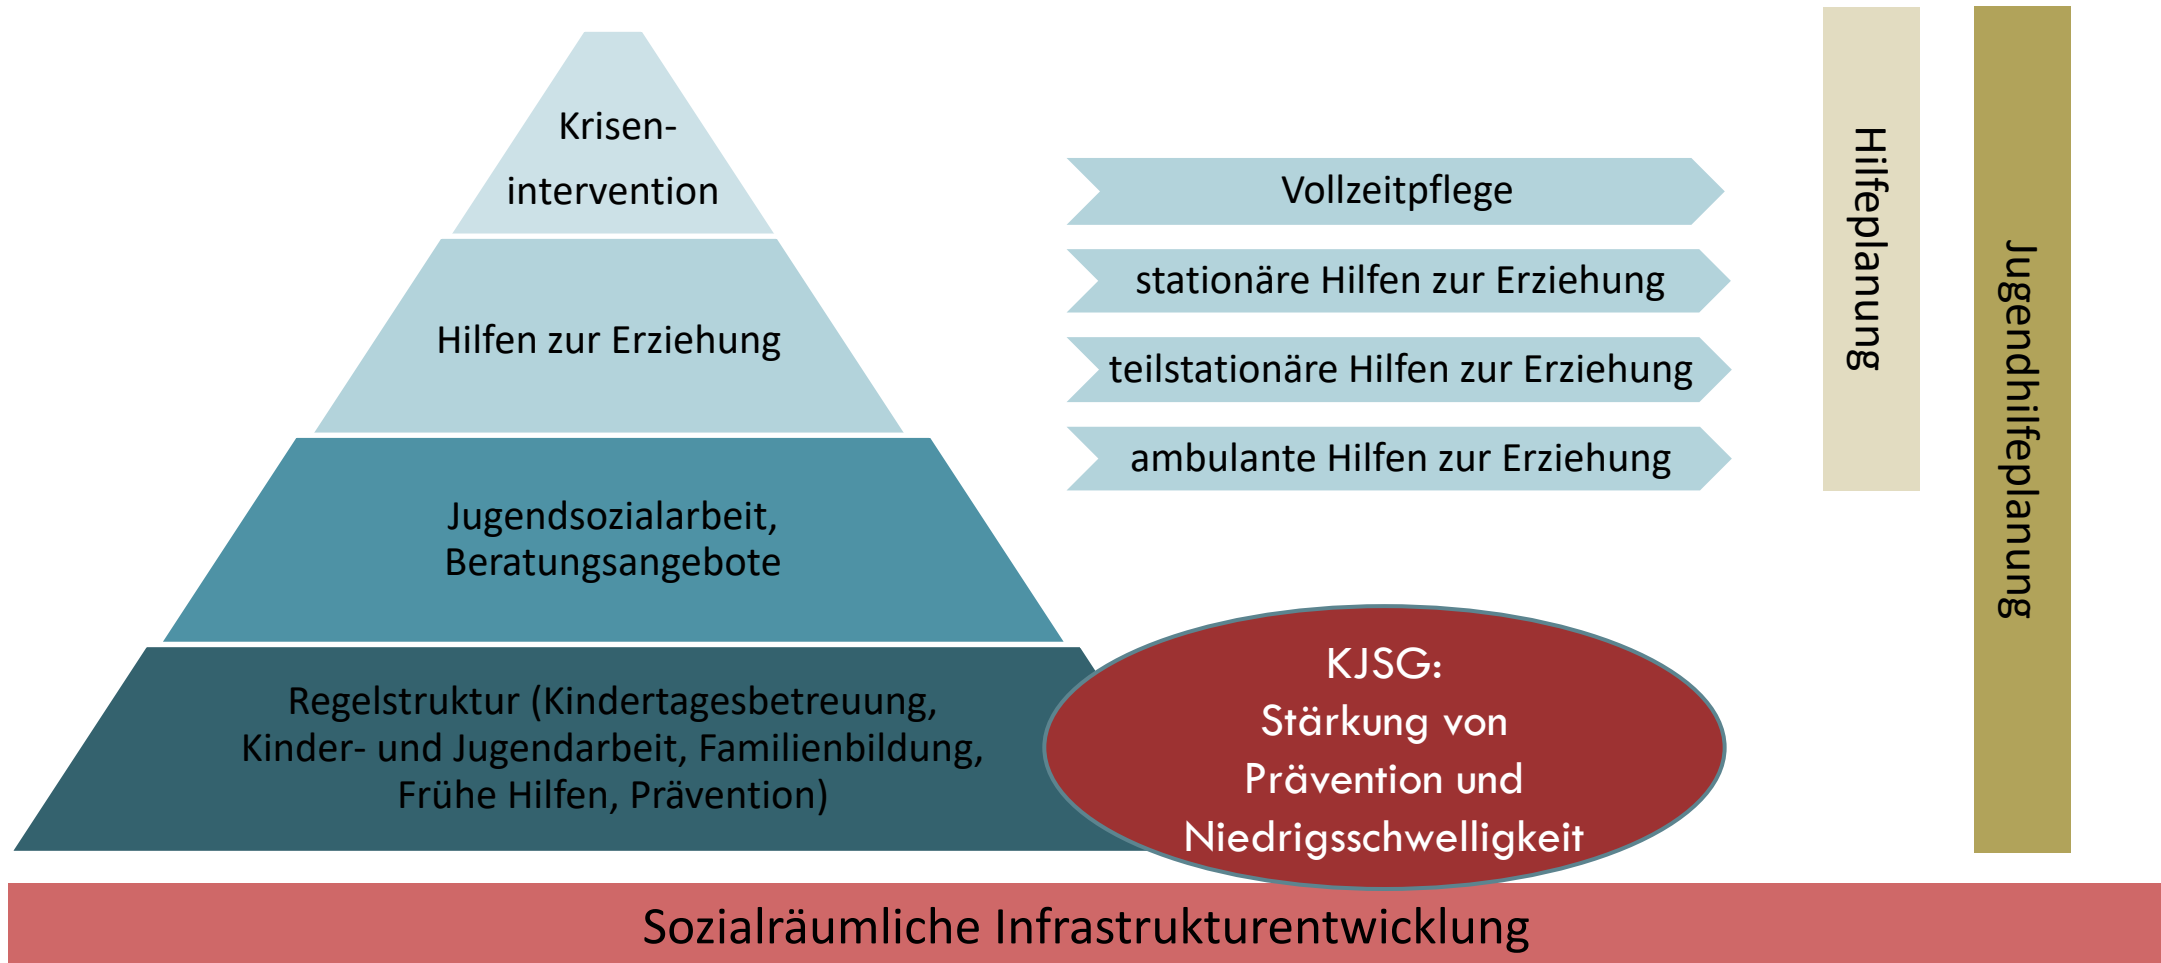 Krisen-
intervention
Hilfen zur Erziehung
Jugendsozialarbeit,
Beratungsangebote
Regelstruktur (Kindertagesbetreuung,
Kinder- und Jugendarbeit, Familienbildung,
Frühe Hilfen, Prävention)
Vollzeitpflege
stationäre Hilfen zur Erziehung
teilstationäre Hilfen zur Erziehung
ambulante Hilfen zur Erziehung
KJSG:
Stärkung von
Prävention und
Niedrigsschwelligkeit
Hilfeplanung
Jugendhilfeplanung
Sozialräumliche Infrastrukturentwicklung